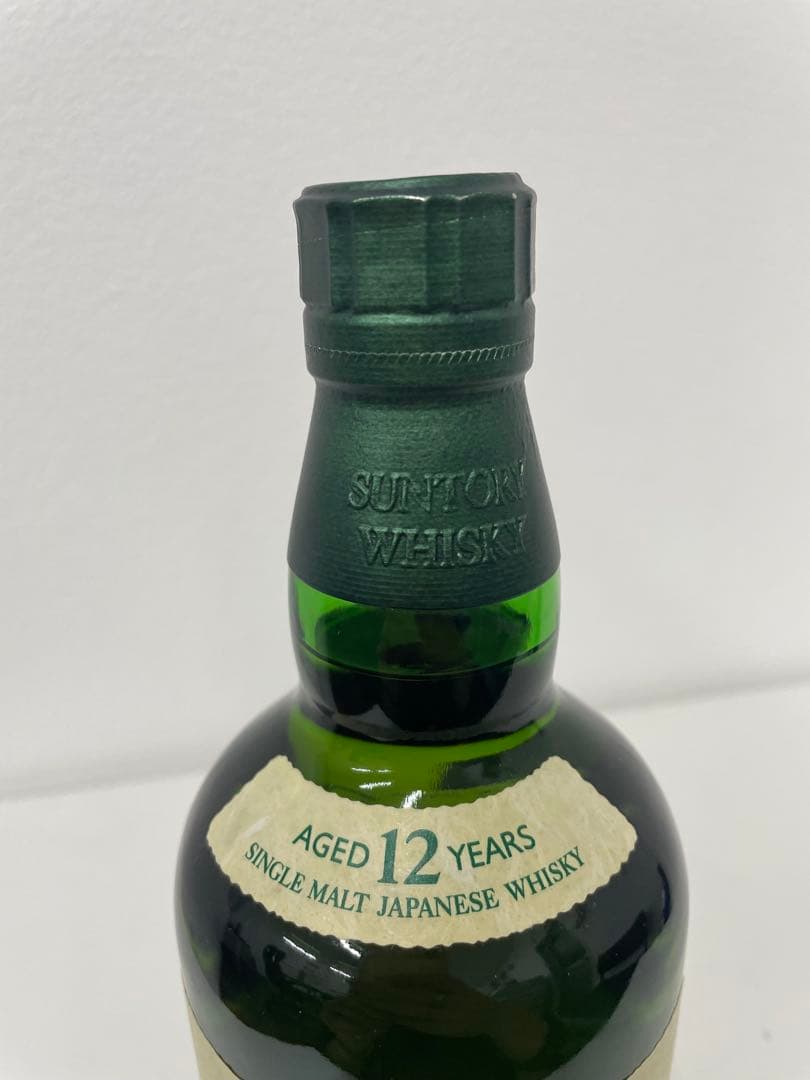 SUNTORY
WHISKY
AGED 12 YEARS
SINGLE MALT JAPANESE WHISKY